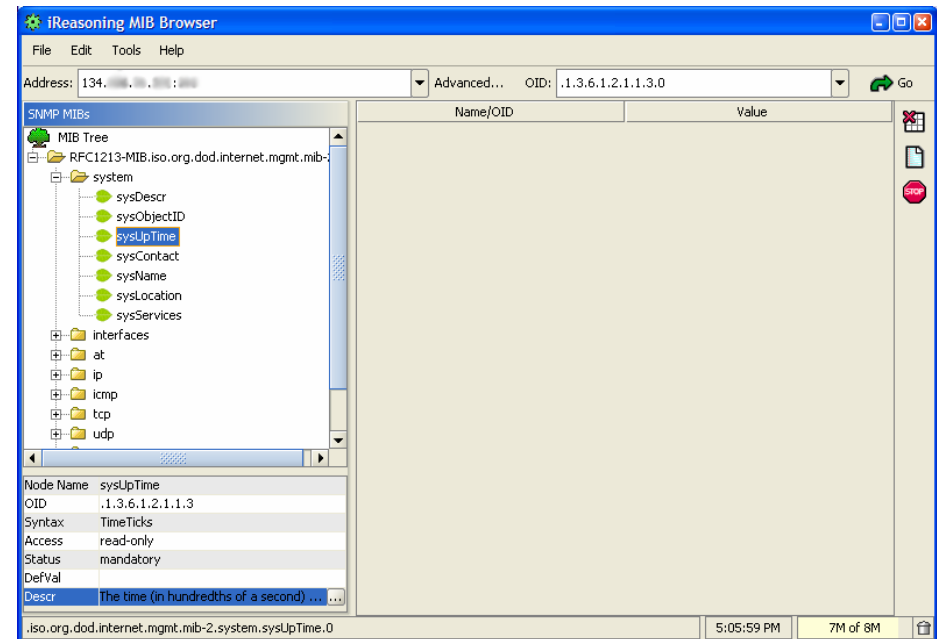 iReasoning MIB Browser
File Edit Tools Help
Address: 134. Advanced... OID: .1.3.6.1.2.1.1.3.0 Go
SNMP MIBs
Name/OID Value
MIB Tree
RFC1213-MIB.iso.org.dod.internet.mgmt.mib-
system
sysDescr
sysObjectID
sysUpTime
sysContact
sysName
sysLocation
sysServices
interfaces
at
ip
icmp
tcp
udp
STOP
Node Name sysUpTime
OID .1.3.6.1.2.1.1.3
Syntax TimeTicks
Access read-only
Status mandatory
DefVal
Descr The time (in hundredths of a second) ... ...
.iso.org.dod.internet.mgmt.mib-2.system.sysUpTime.0 5:05:59 PM 7M of 8M